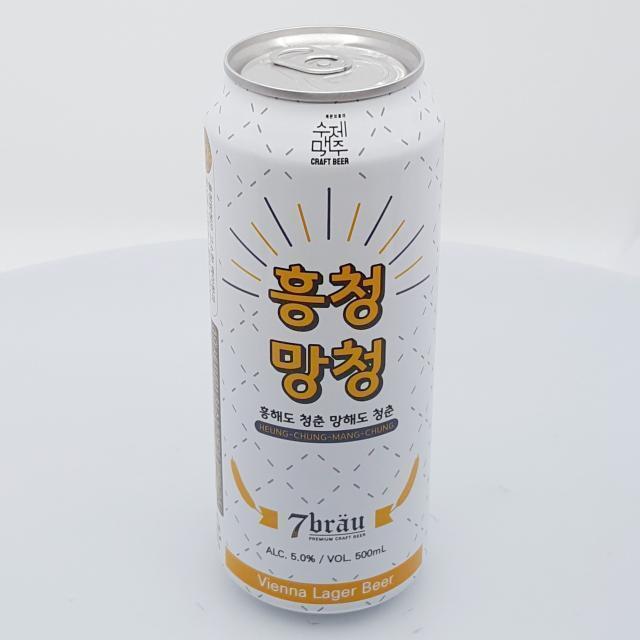 수제
맥주
CRAFT BEER
흥청
망청
흥해도 청춘 망해도 청춘
HEUNG-CHUNG-MANG-CHUNG
7bräu
PREMIUM CRAFT BEER
ALC. 5.0% / VOL. 500mL
Vienna Lager Beer